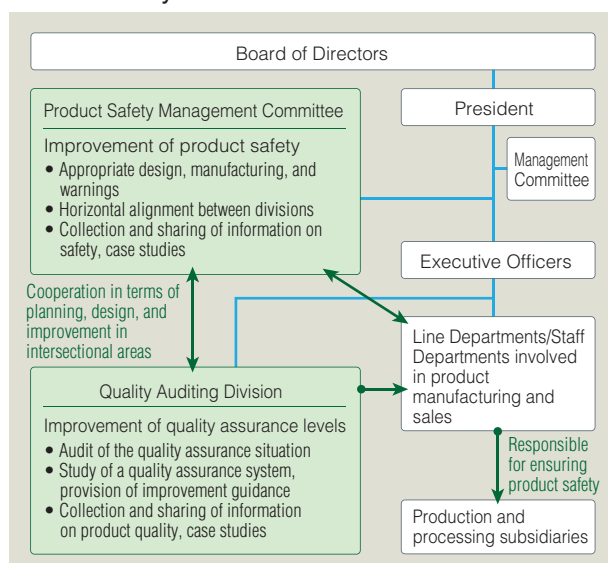 Board of Directors
Product Safety Management Committee
Improvement of product safety
• Appropriate design, manufacturing, and
warnings
• Horizontal alignment between divisions
• Collection and sharing of information on
safety, case studies
President
Management
Committee
Executive Officers
Cooperation in terms of
planning, design, and
improvement in
intersectional areas
Line Departments/Staff
Departments involved
in product
manufacturing and
sales
Quality Auditing Division
Improvement of quality assurance levels
• Audit of the quality assurance situation
• Study of a quality assurance system,
provision of improvement guidance
• Collection and sharing of information
on product quality, case studies
Responsible
for ensuring
product safety
Production and
processing subsidiaries